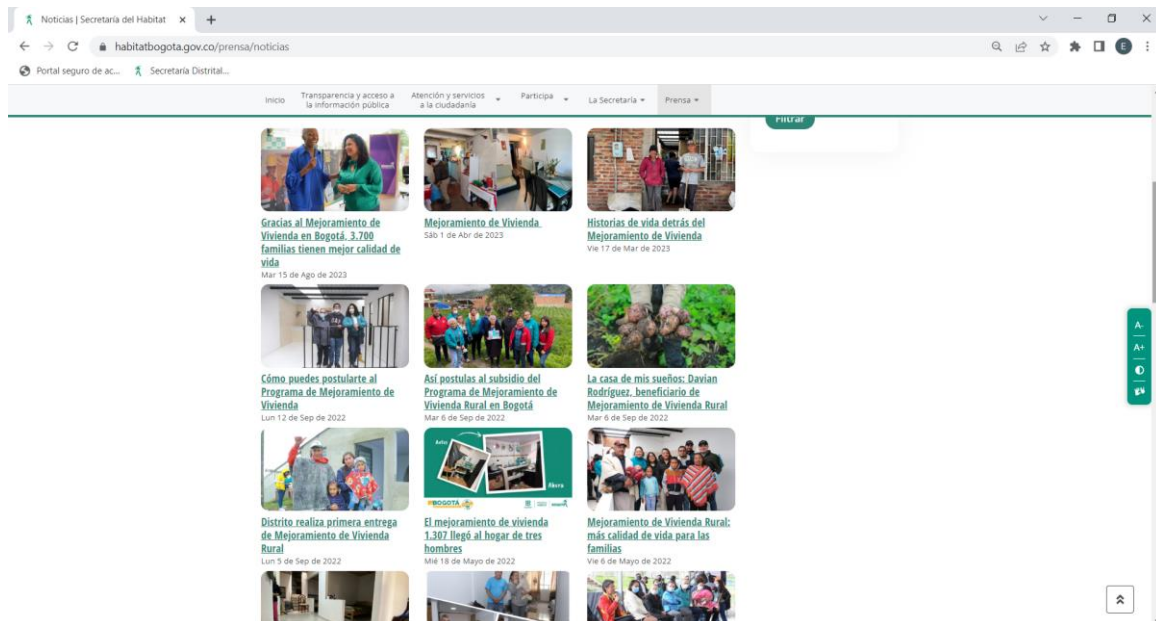 Noticias | Secretaría del Habitat
habitatbogota.gov.co/prensa/noticias
E
Portal seguro de ac...
Secretaría Distrital...
Inicio
Transparencia y acceso a
la información pública
Atención y servicios
a la ciudadanía
Participa
La Secretaría
Prensa
Filtrar
Gracias al Mejoramiento de
Vivienda en Bogotá, 3.700
familias tienen mejor calidad de
vida
Mar 15 de Ago de 2023
Mejoramiento de Vivienda
Sáb 1 de Abr de 2023
Historias de vida detrás del
Mejoramiento de Vivienda
Vie 17 de Mar de 2023
Cómo puedes postularte al
Programa de Mejoramiento de
Vivienda
Lun 12 de Sep de 2022
Así postulas al subsidio del
Programa de Mejoramiento de
Vivienda Rural en Bogotá
Mar 6 de Sep de 2022
La casa de mis sueños: Davian
Rodríguez, beneficiario de
Mejoramiento de Vivienda Rural
Mar 6 de Sep de 2022
A-
A+
Distrito realiza primera entrega
de Mejoramiento de Vivienda
Rural
Lun 5 de Sep de 2022
Antes
Ahora
BOGOTÁ
El mejoramiento de vivienda
1.307 llegó al hogar de tres
hombres
Mié 18 de Mayo de 2022
Mejoramiento de Vivienda Rural:
más calidad de vida para las
familias
Vie 6 de Mayo de 2022